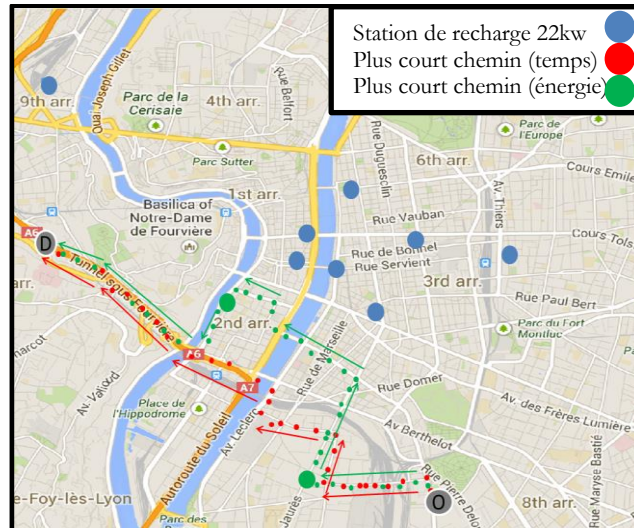 Station de recharge 22kw
Plus court chemin (temps)
Plus court chemin (énergie)
9th arr.
Quai Joseph Gillet
Parc de la
Cerisaie
4th arr.
Rue Belfort
Parc Sutter
1st arr.
Rue Duguesclin
6th arr.
Parc de
l'Europe
Cours Emile
Av. Thiers
Basilica of
Notre-Dame
de Fourvière
Rue Vauban
Cours Tols
Rue de Bonnel
Rue Servient
3rd arr.
A6
D
arr.
Tunnel sous Fourvière
2nd arr.
Rue Paul Bert
Parc du Fort
Montluc
Rue de Marseille
A6
A7
marcot
Av. Valioud
Place de
l'Hippodrome
Av. Leclerc
Autoroute du Soleil
Rue Domer
Av. des Frères Lumière
Av Berthelot
Rue Pierre Delo
Rue Maryse Bastié
e-Foy-lès-Lyon
Jaurès
O
8th arr.
Parc des